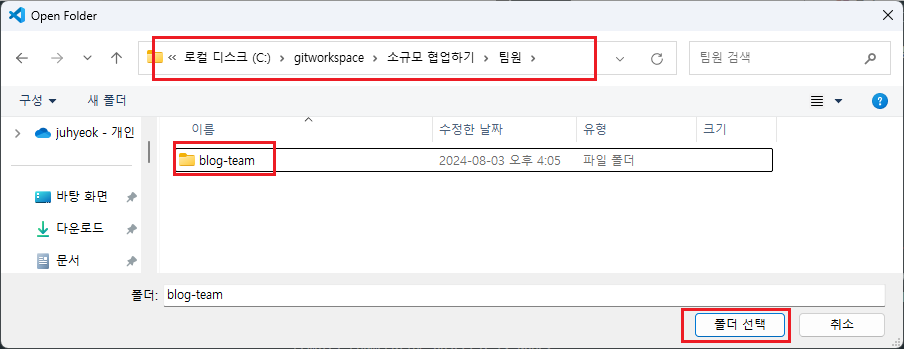 Open Folder
« 로컬 디스크 (C:) › gitworkspace › 소규모 협업하기 › 팀원 ›
팀원 검색
구성 새 폴더
juhyeok - 개인
바탕 화면
다운로드
문서
이름 수정한 날짜 유형 크기
blog-team 2024-08-03 오후 4:05 파일 폴더
폴더: blog-team
폴더 선택 취소